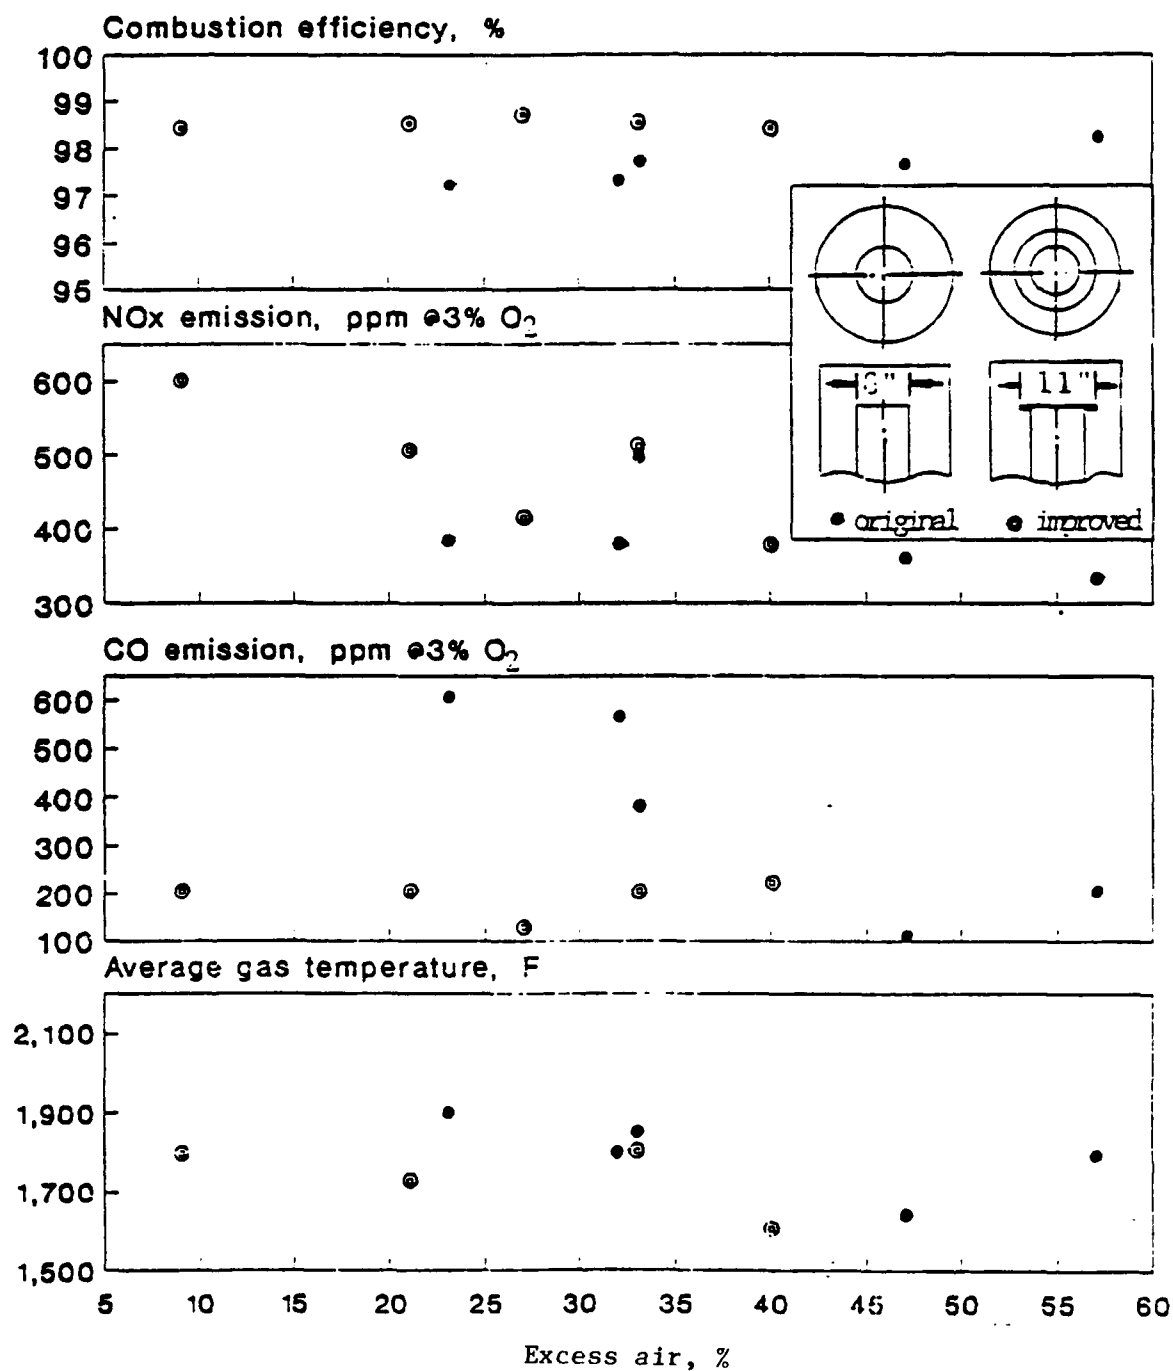 Combustion efficiency, %
100
99
98
97
96
95
NOx emission, ppm @3% O2
600
500
400
300
11"
original
improved
CO emission, ppm @3% O2
600
500
400
300
200
100
Average gas temperature, F
2,100
1,900
1,700
1,500
5 10 15 20 25 30 35 40 45 50 55 60
Excess air, %